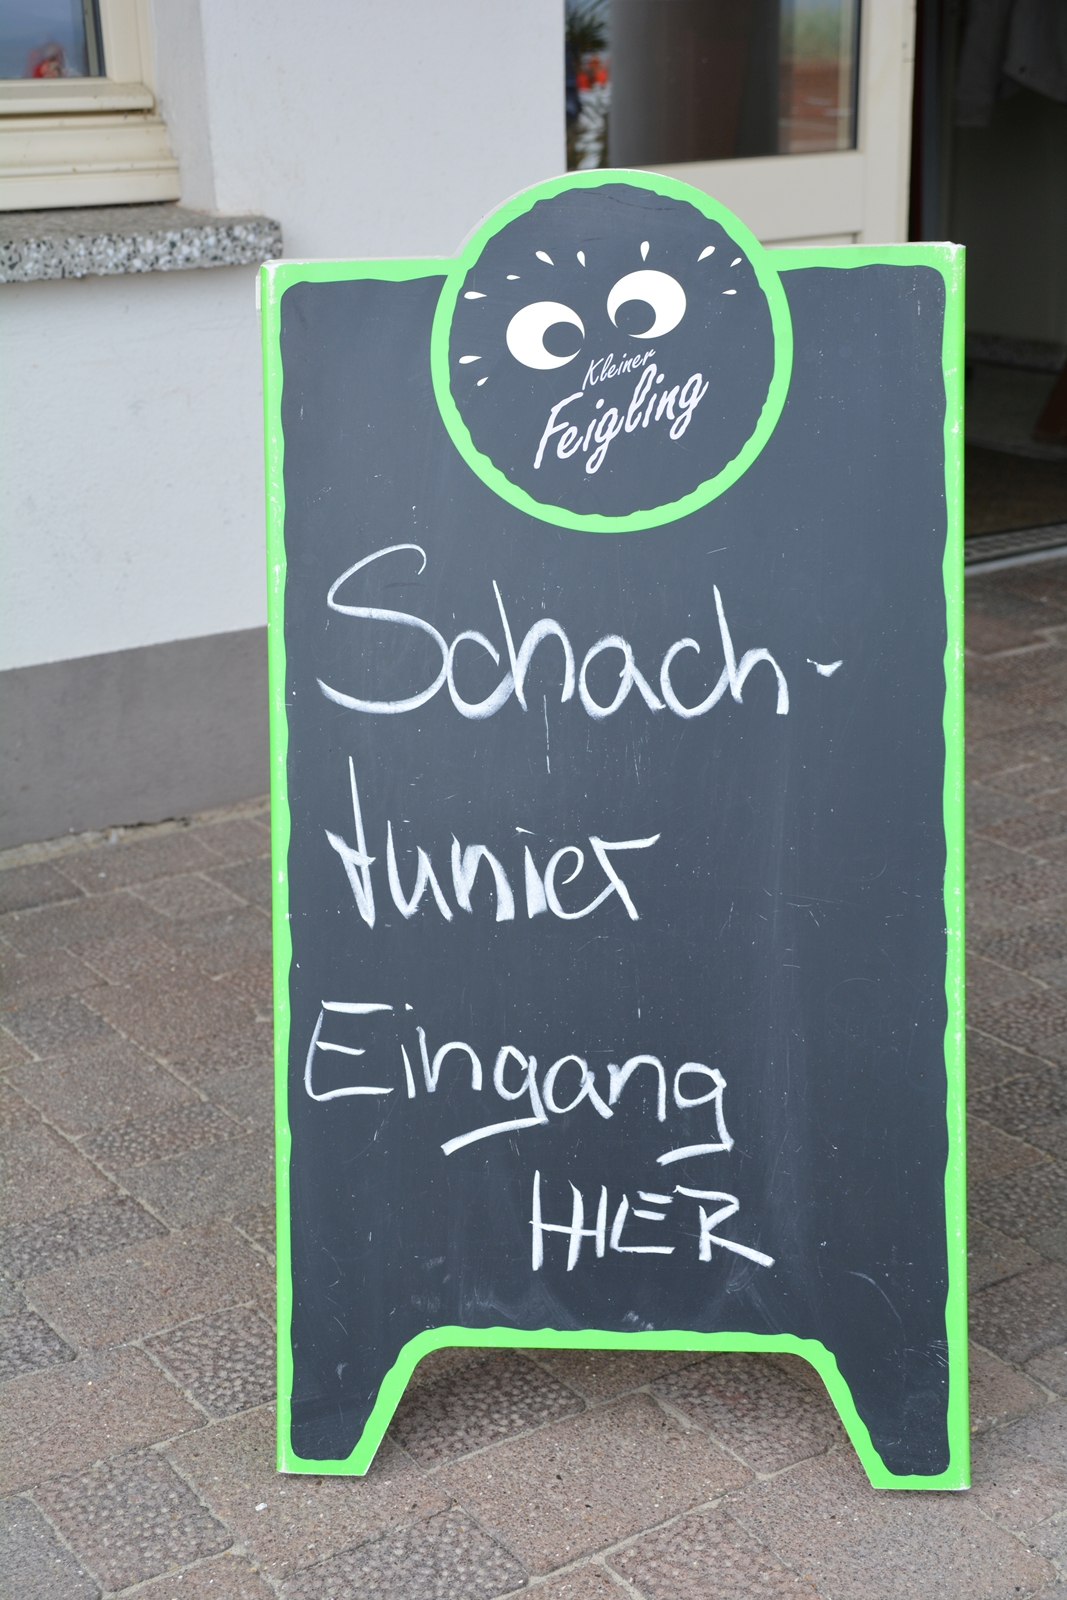 Kleiner
Feigling
Schach-
tunier
Eingang
HIER